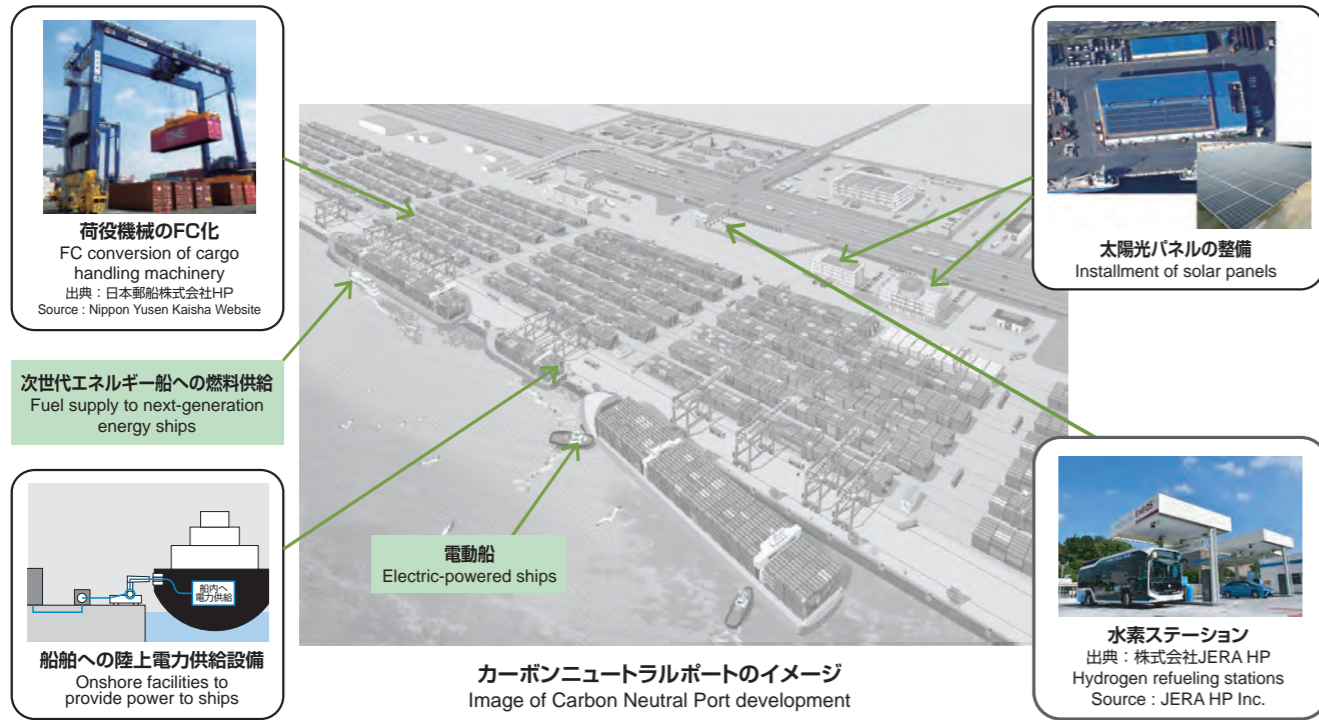 荷役機械のFC化
FC conversion of cargo
handling machinery
出典：日本郵船株式会社HP
Source : Nippon Yusen Kaisha Website
次世代エネルギー船への燃料供給
Fuel supply to next-generation
energy ships
船内へ
電力供給
船舶への陸上電力供給設備
Onshore facilities to
provide power to ships
電動船
Electric-powered ships
カーボンニュートラルポートのイメージ
Image of Carbon Neutral Port development
太陽光パネルの整備
Installment of solar panels
ENEOS
水素ステーション
出典：株式会社JERA HP
Hydrogen refueling stations
Source : JERA HP Inc.